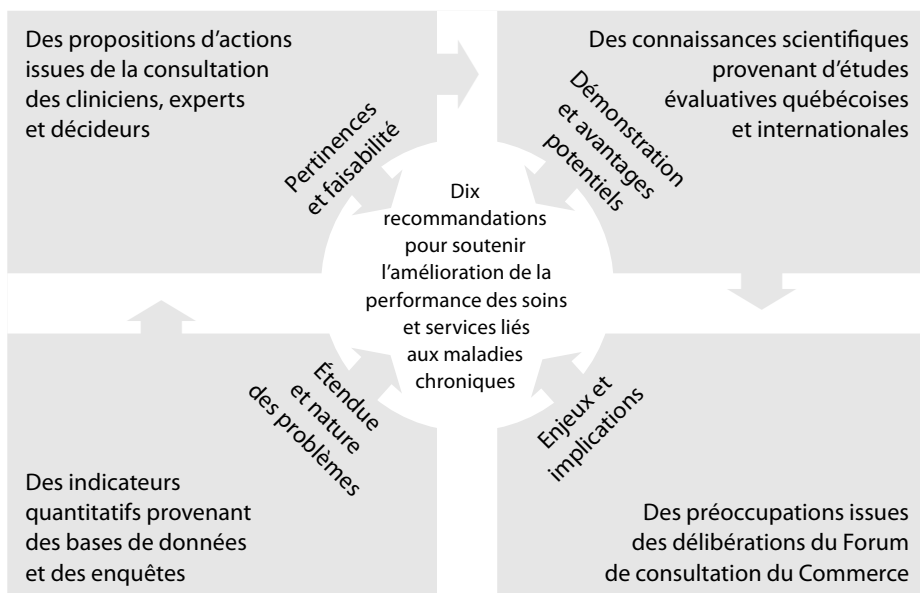 Des propositions d'actions
issues de la consultation
des cliniciens, experts
et décideurs
Pertinences
et faisabilité
Des connaissances scientifiques
provenant d'études
évaluatives québécoises
et internationales
Démonstration
et avantages
potentiels
Dix
recommandations
pour soutenir
l'amélioration de la
performance des soins
et services liés
aux maladies
chroniques
Étendue
et nature
des problèmes
Des indicateurs
quantitatifs provenant
des bases de données
et des enquêtes
Enjeux et
implications
Des préoccupations issues
des délibérations du Forum
de consultation du Commerce